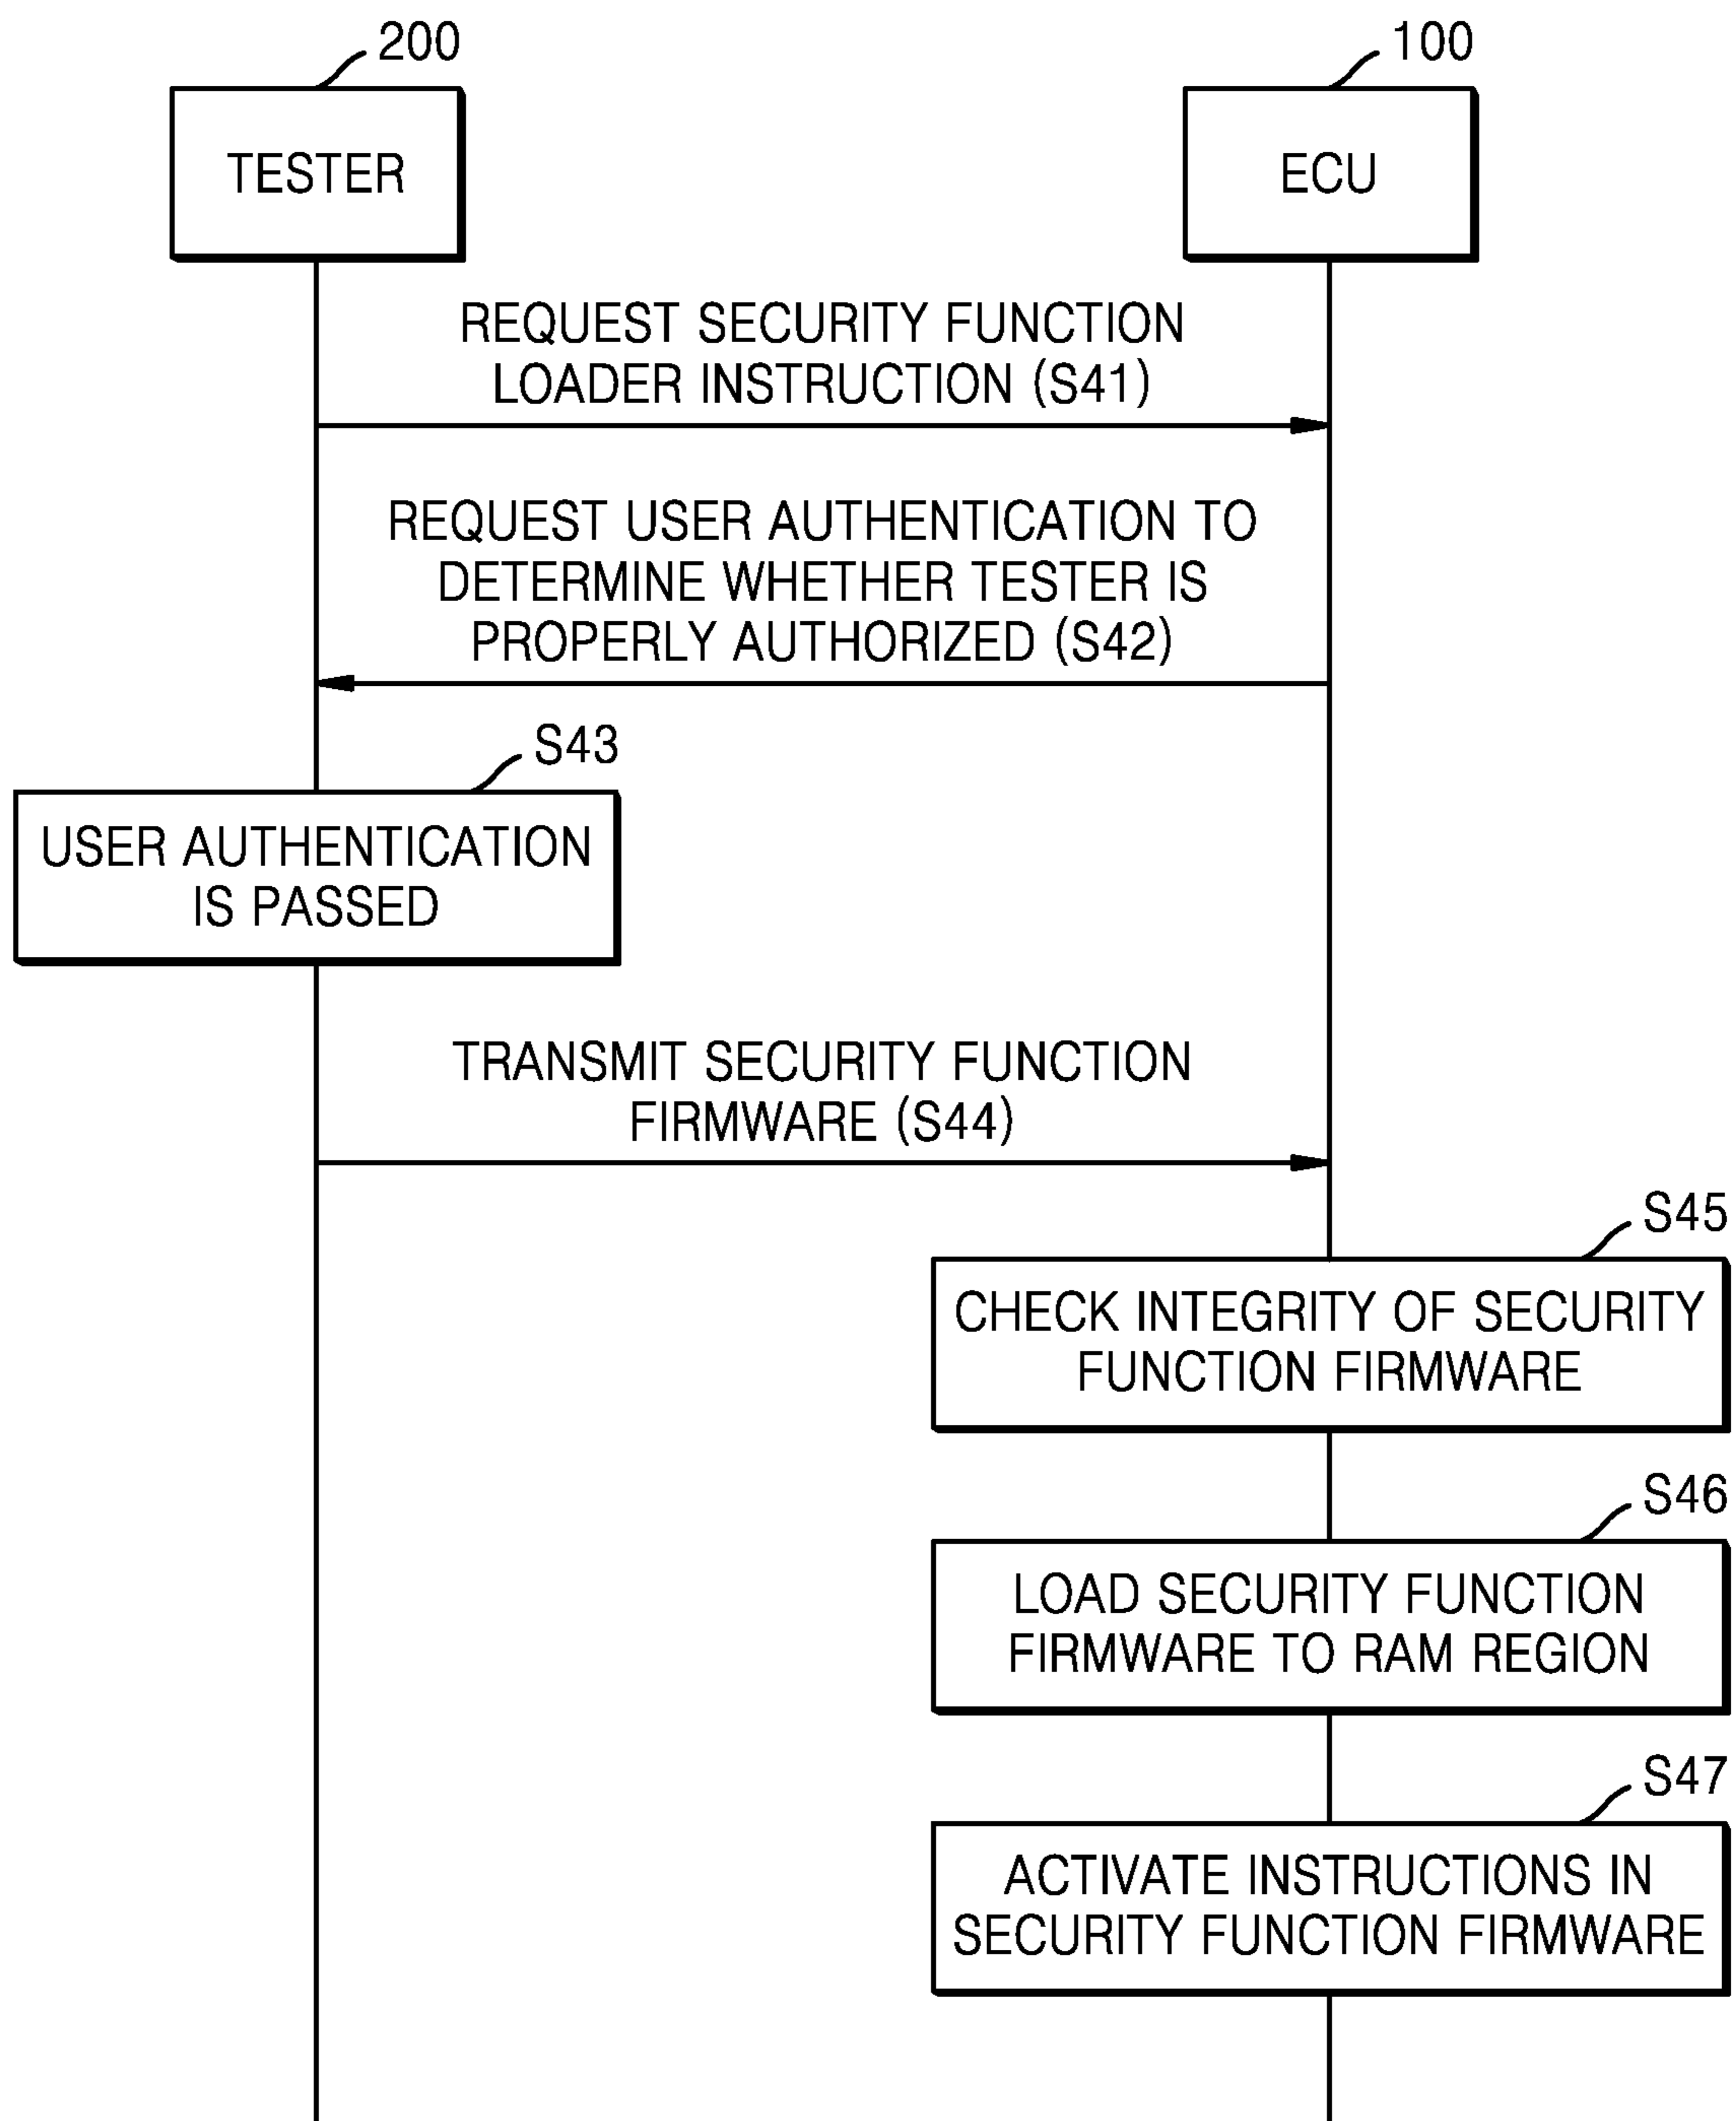 200
100
TESTER
ECU
REQUEST SECURITY FUNCTION
LOADER INSTRUCTION (S41)
REQUEST USER AUTHENTICATION TO
DETERMINE WHETHER TESTER IS
PROPERLY AUTHORIZED (S42)
S43
USER AUTHENTICATION
IS PASSED
TRANSMIT SECURITY FUNCTION
FIRMWARE (S44)
S45
CHECK INTEGRITY OF SECURITY
FUNCTION FIRMWARE
S46
LOAD SECURITY FUNCTION
FIRMWARE TO RAM REGION
S47
ACTIVATE INSTRUCTIONS IN
SECURITY FUNCTION FIRMWARE